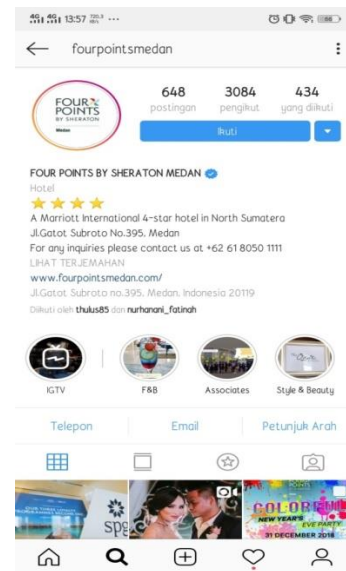 13:57
fourpointsmedan
FOUR
POINTS
BY SHERATON
Medan
648 3084 434
postingan pengikut yang diikuti
Ikuti
FOUR POINTS BY SHERATON MEDAN
Hotel
A Marriott International 4-star hotel in North Sumatera
Jl.Gatot Subroto No.395, Medan
For any inquiries please contact us at +62 61 8050 1111
LIHAT TERJEMAHAN
www.fourpointsmedan.com/
Jl.Gatot Subroto no.395, Medan, Indonesia 20119
Diikuti oleh thulus85 dan nurhanani_fatinah
IGTV F&B Associates Style & Beauty
Telepon Email Petunjuk Arah
spg
COLORFUL
NEW YEAR'S
EVE PARTY
31 DECEMBER 2018